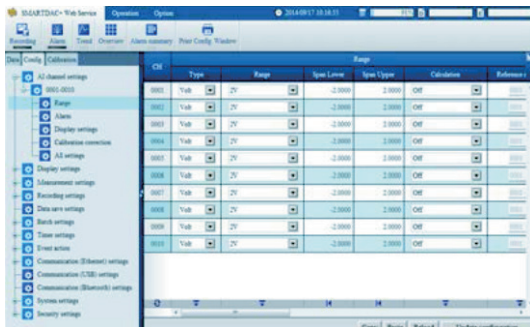 SMARTDAC+ Web Service Operation Option 2014/09/17 10:16:55
Recording Alarm Trend Overview Alarm summary Print Config. Window
Data Config Calibration
AI channel settings
0001-0010
Range
Alarm
Display settings
Calibration correction
All settings
Display settings
Measurement settings
Recording settings
Data save settings
Batch settings
Timer settings
Event action
Communication (Ethernet) settings
Communication (USB) settings
Communication (Bluetooth) settings
System settings
Security settings
Range
CH Type Range Span Lower Span Upper Calculation Reference
0001 Volt 2V -2.0000 2.0000 Off
0002 Volt 2V -2.0000 2.0000 Off
0003 Volt 2V -2.0000 2.0000 Off
0004 Volt 2V -2.0000 2.0000 Off
0005 Volt 2V -2.0000 2.0000 Off
0006 Volt 2V -2.0000 2.0000 Off
0007 Volt 2V -2.0000 2.0000 Off
0008 Volt 2V -2.0000 2.0000 Off
0009 Volt 2V -2.0000 2.0000 Off
0010 Volt 2V -2.0000 2.0000 Off